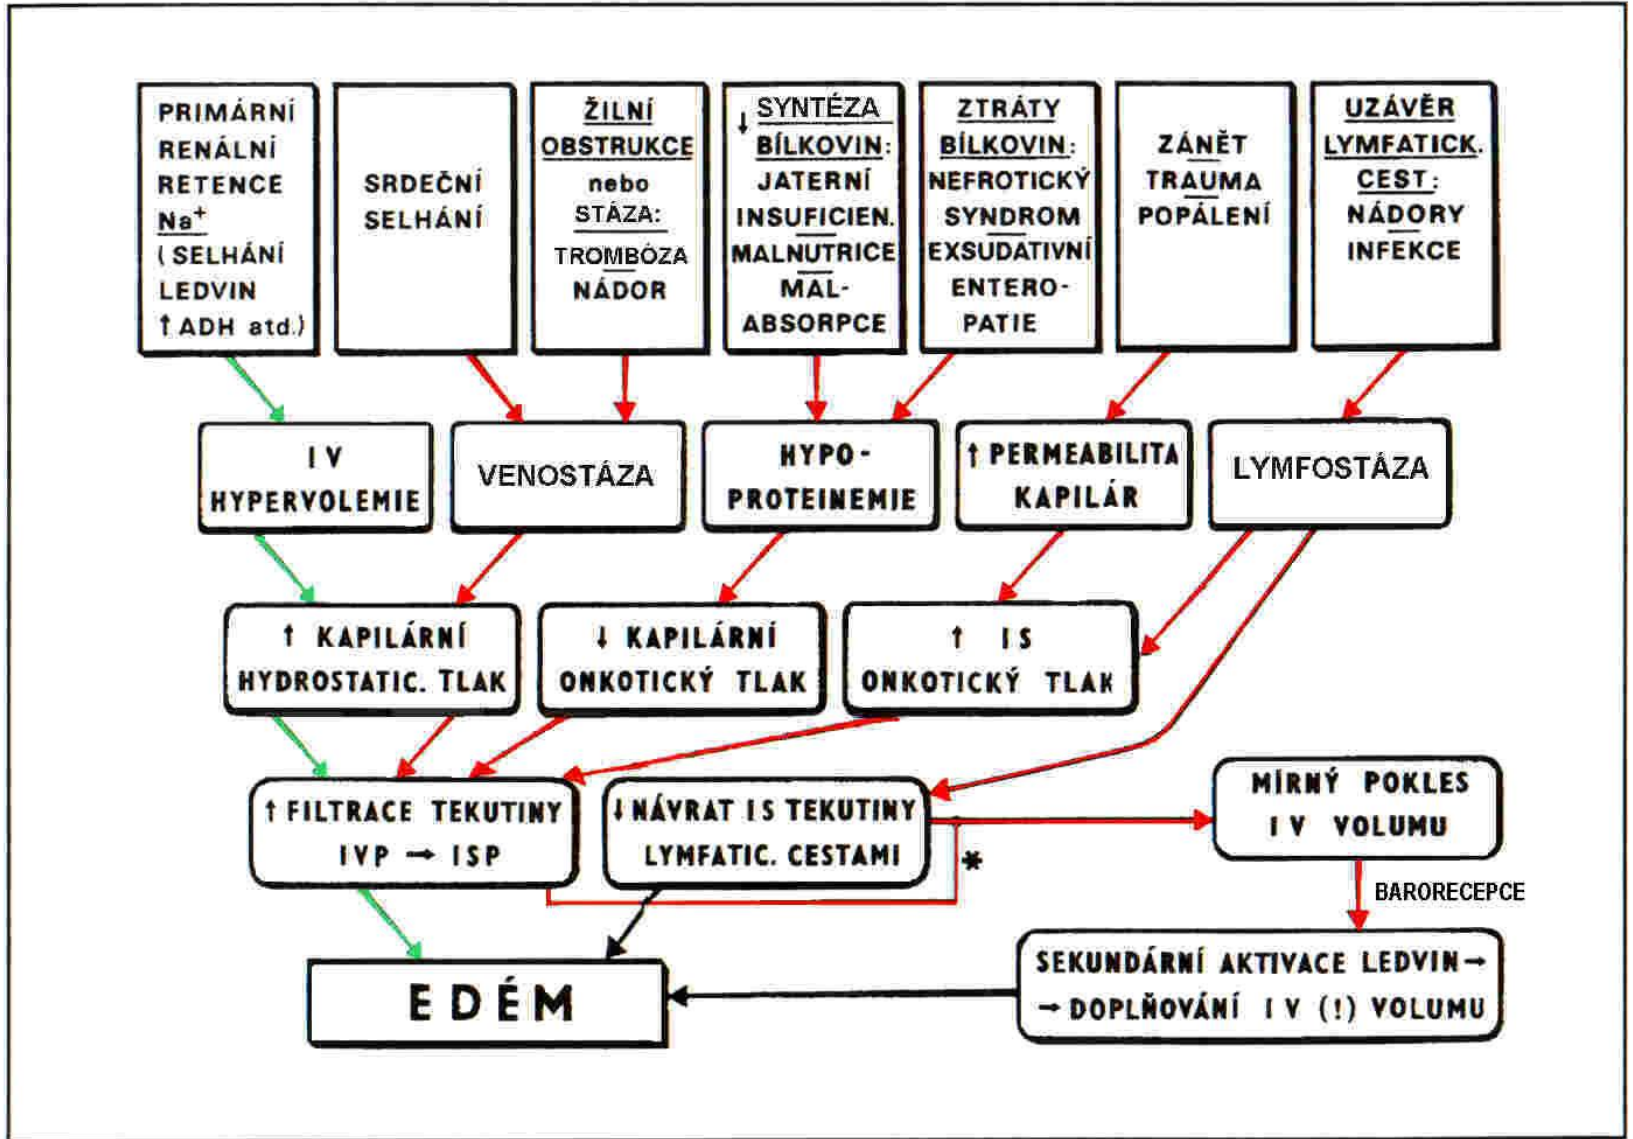 PRIMÁRNÍ
RENÁLNÍ
RETENCE
Na⁺
( SELHÁNÍ
LEDVIN
↑ ADH atd.)
SRDEČNÍ
SELHÁNÍ
ŽILNÍ
OBSTRUKCE
nebo
STÁZA:
TROMBÓZA
NÁDOR
↓ SYNTÉZA
BÍLKOVIN:
JATERNÍ
INSUFICIEN.
MALNUTRICE
MAL-
ABSORPCE
ZTRÁTY
BÍLKOVIN:
NEFROTICKÝ
SYNDROM
EXSUDATIVNÍ
ENTERO-
PATIE
ZÁNĚT
TRAUMA
POPÁLENÍ
UZÁVĚR
LYMFATICK.
CEST:
NÁDORY
INFEKCE
IV
HYPERVOLEMIE
VENOSTÁZA
HYPO-
PROTEINEMIE
↑ PERMEABILITA
KAPILÁR
LYMFOSTÁZA
↑ KAPILÁRNÍ
HYDROSTATIC. TLAK
↓ KAPILÁRNÍ
ONKOTICKÝ TLAK
↑ IS
ONKOTICKÝ TLAK
↑ FILTRACE TEKUTINY
IVP → ISP
↓ NÁVRAT IS TEKUTINY
LYMFATIC. CESTAMI
*
MÍRNÝ POKLES
IV VOLUMU
BARORECEPCE
SEKUNDÁRNÍ AKTIVACE LEDVIN →
→ DOPLŇOVÁNÍ IV (!) VOLUMU
EDÉM